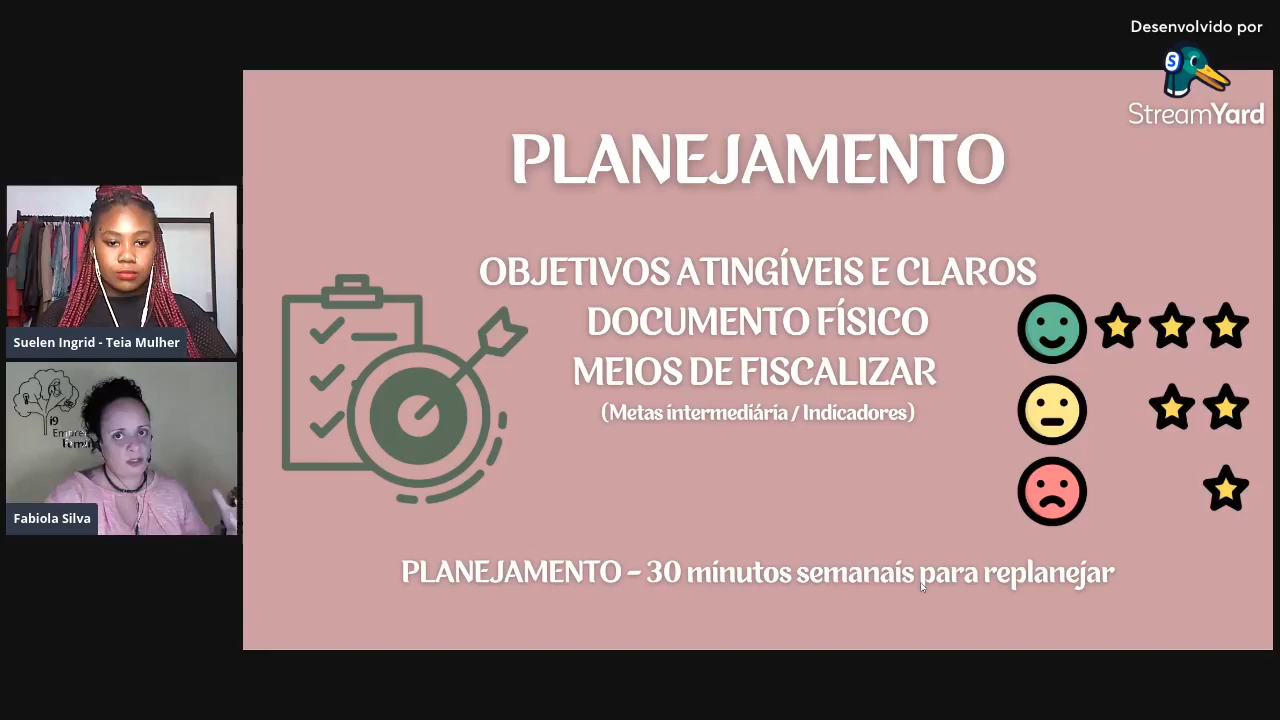 Desenvolvido por
StreamYard
PLANEJAMENTO
OBJETIVOS ATINGÍVEIS E CLAROS
DOCUMENTO FÍSICO
MEIOS DE FISCALIZAR
(Metas intermediária / Indicadores)
PLANEJAMENTO - 30 minutos semanais para replanejar
Suelen Ingrid - Teia Mulher
Fabiola Silva